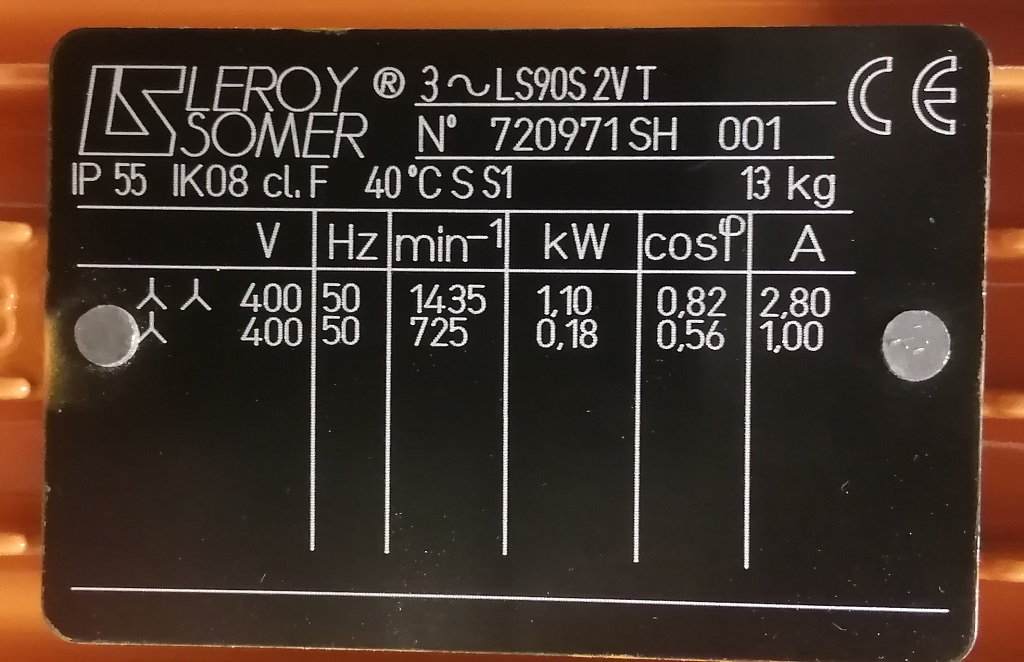 LEROY SOMER ® 3~ LS90S 2V T
N° 720971 SH 001
CE
IP 55 IK08 cl. F 40°C S S1 13 kg
V Hz min-1 kW cosφ A
400 50 1435 1,10 0,82 2,80
400 50 725 0,18 0,56 1,00